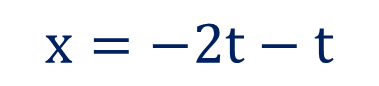 x = −2t − t